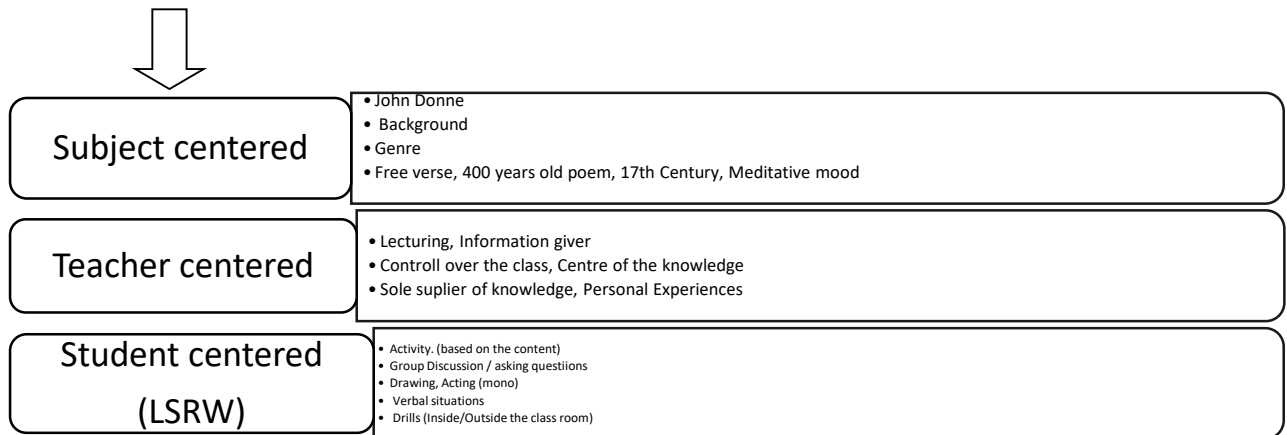 Subject centered
• John Donne
• Background
• Genre
• Free verse, 400 years old poem, 17th Century, Meditative mood
Teacher centered
• Lecturing, Information giver
• Controll over the class, Centre of the knowledge
• Sole suplier of knowledge, Personal Experiences
Student centered
(LSRW)
• Activity. (based on the content)
• Group Discussion / asking questiions
• Drawing, Acting (mono)
• Verbal situations
• Drills (Inside/Outside the class room)